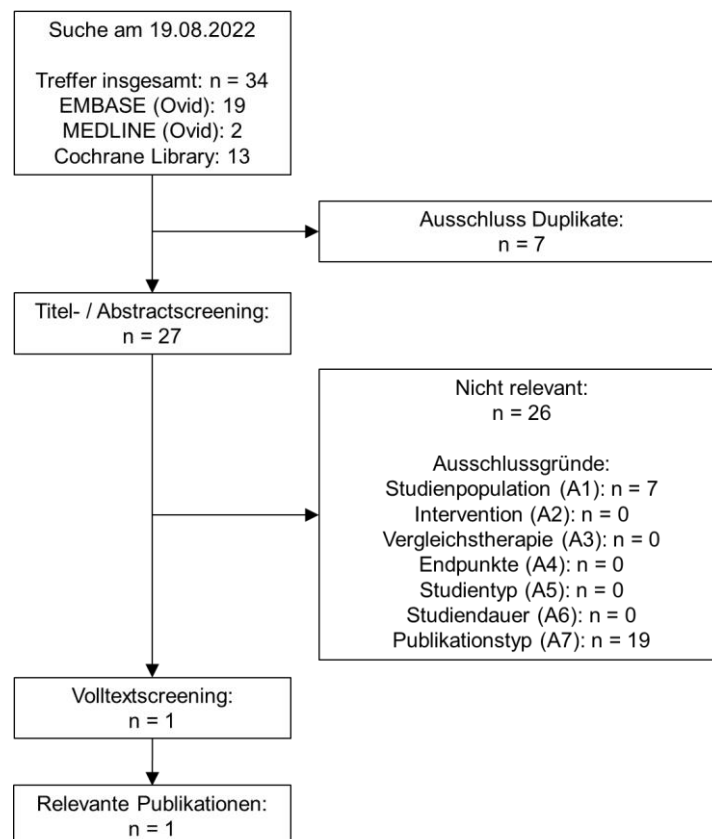 Suche am 19.08.2022
Treffer insgesamt: n = 34
EMBASE (Ovid): 19
MEDLINE (Ovid): 2
Cochrane Library: 13
Ausschluss Duplikate:
n = 7
Titel- / Abstractscreening:
n = 27
Nicht relevant:
n = 26
Ausschlussgründe:
Studienpopulation (A1): n = 7
Intervention (A2): n = 0
Vergleichstherapie (A3): n = 0
Endpunkte (A4): n = 0
Studientyp (A5): n = 0
Studiendauer (A6): n = 0
Publikationstyp (A7): n = 19
Volltextscreening:
n = 1
Relevante Publikationen:
n = 1